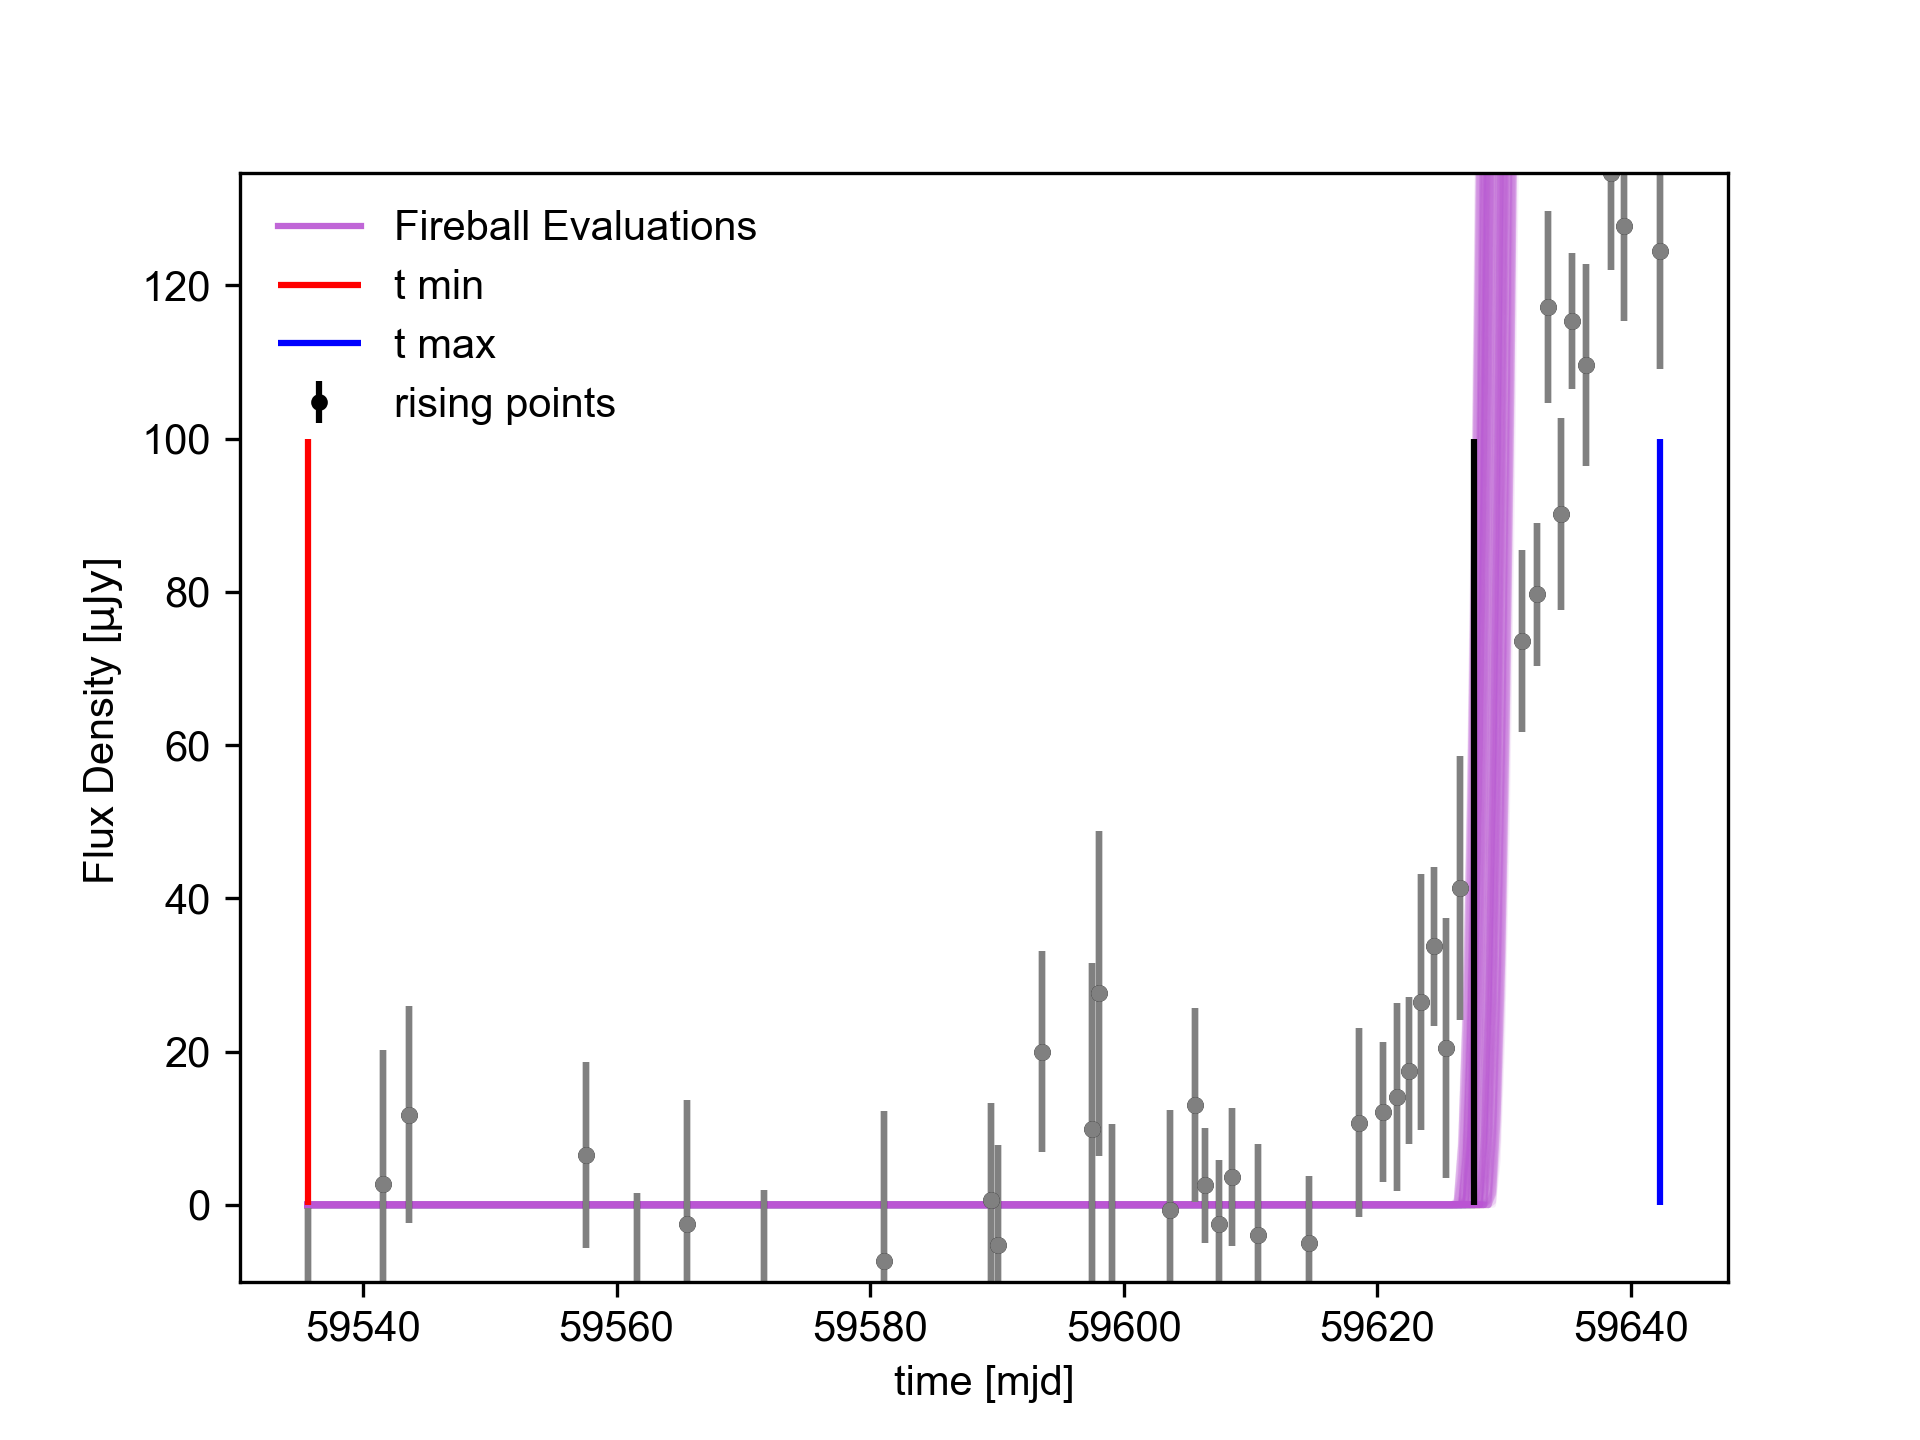 Fireball Evaluations
t min
t max
rising points
120
100
80
60
40
20
0
Flux Density [µJy]
59540 59560 59580 59600 59620 59640
time [mjd]